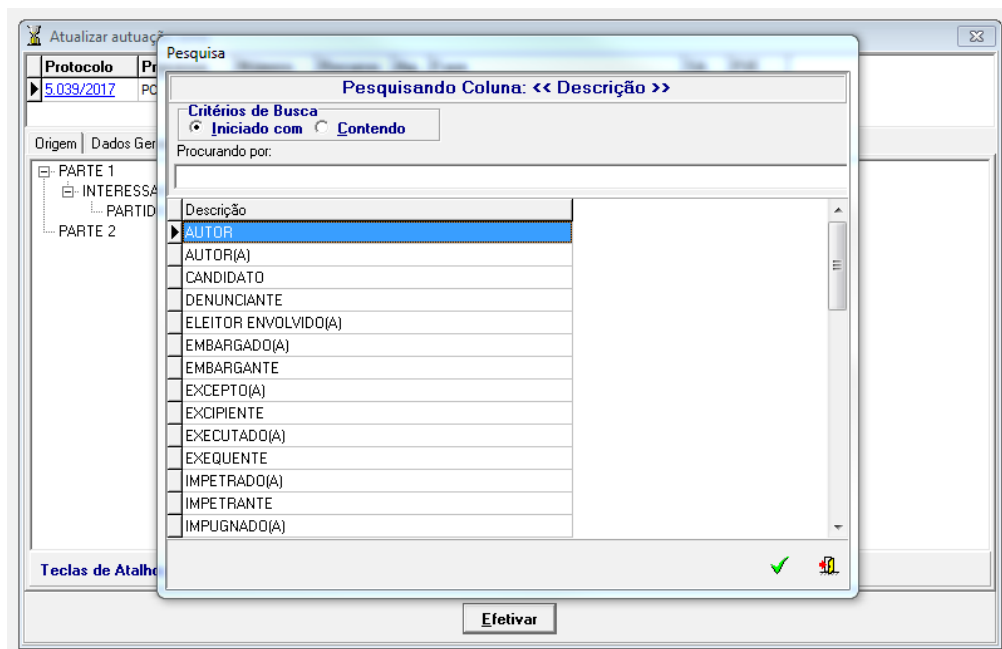 Atualizar autuaç
Pesquisa
Protocolo
5.039/2017
Pesquisando Coluna: << Descrição >>
Critérios de Busca
Iniciado com Contendo
Origem Dados Ger
Procurando por:
PARTE 1
INTERESSA
PARTID
PARTE 2
Descrição
AUTOR
AUTOR(A)
CANDIDATO
DENUNCIANTE
ELEITOR ENVOLVIDO(A)
EMBARGADO(A)
EMBARGANTE
EXCEPTO(A)
EXCIPIENTE
EXECUTADO(A)
EXEQUENTE
IMPETRADO(A)
IMPETRANTE
IMPUGNADO(A)
Teclas de Atalho
Efetivar